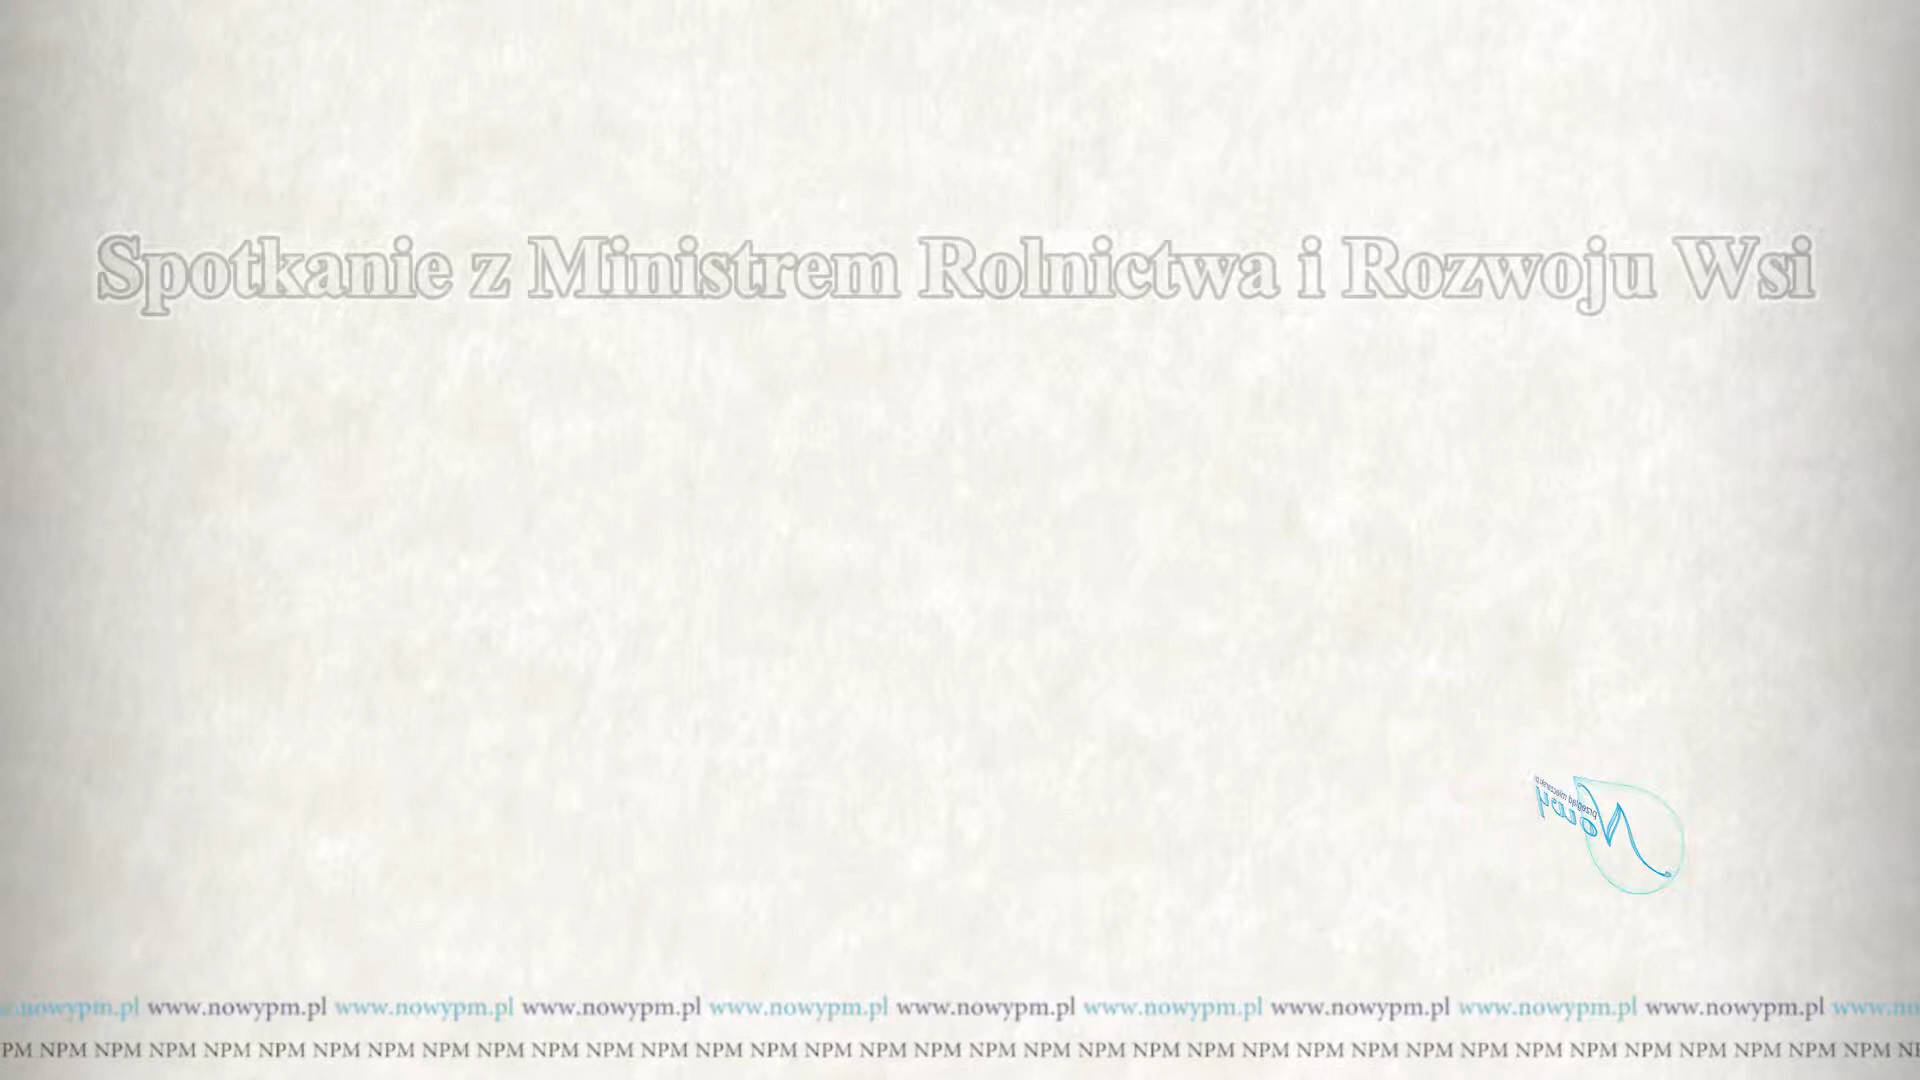 Spotkanie z Ministrem Rolnictwa i Rozwoju Wsi
przegląd mleczarski
Nowy
www.nowypm.pl www.nowypm.pl www.nowypm.pl www.nowypm.pl www.nowypm.pl www.nowypm.pl www.nowypm.pl www.nowypm.pl www.nowypm.pl
NPM NPM NPM NPM NPM NPM NPM NPM NPM NPM NPM NPM NPM NPM NPM NPM NPM NPM NPM NPM NPM NPM NPM NPM NPM NPM NPM NPM NPM NPM NPM NPM NPM NPM